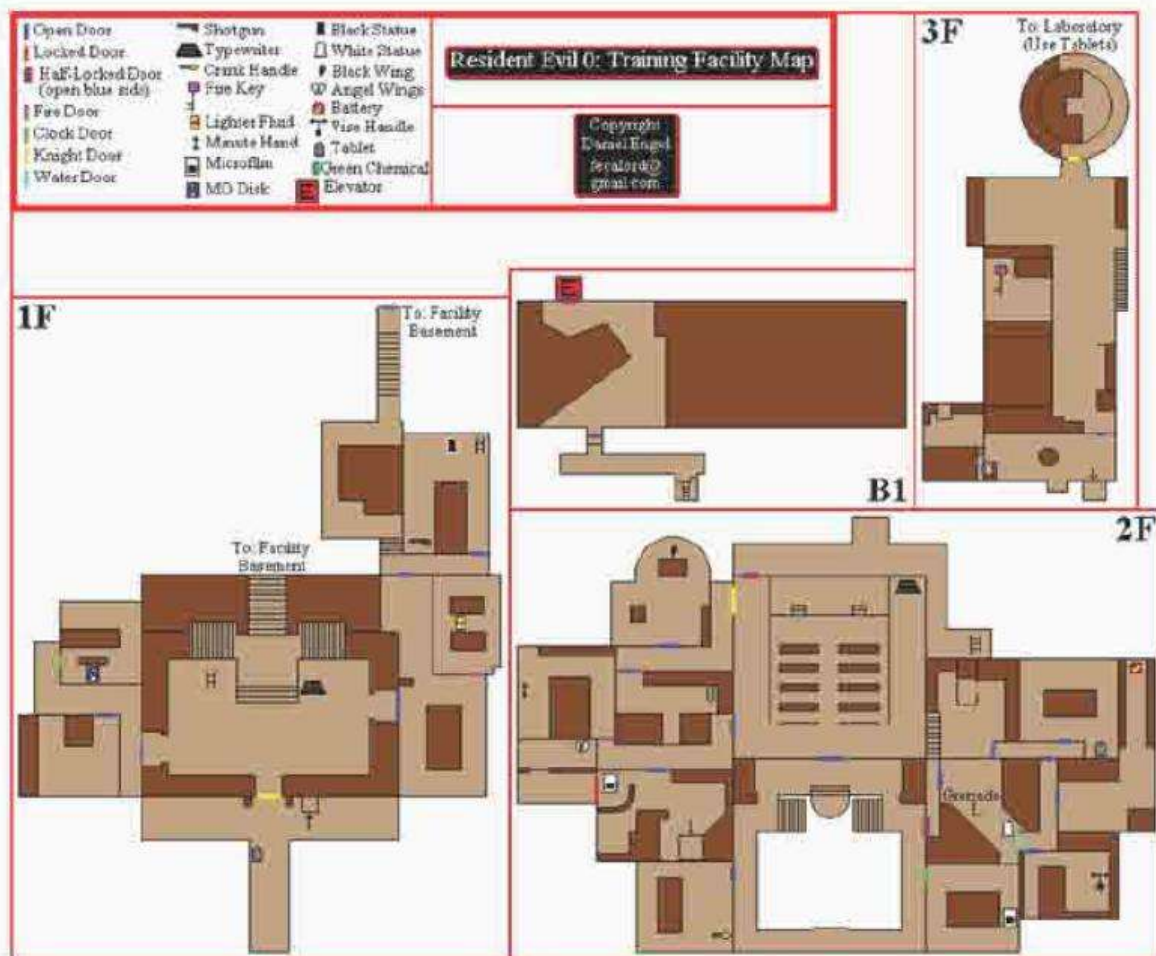 Open Door
Locked Door
Half-Locked Door
(open blue side)
Fire Door
Clock Door
Knight Door
Water Door
Shotgun
Typewriter
Crank Handle
Fire Key
Lighter Fluid
Minute Hand
Microfilm
MO Disk
Black Statue
White Statue
Black Wing
Angel Wings
Battery
Vise Handle
Tablet
Green Chemical
Elevator
Resident Evil 0: Training Facility Map
Copyright
Daniel Engel
fecalord@
gmail.com
3F
To: Laboratory
(Use Tablets)
1F
To: Facility
Basement
To: Facility
Basement
E
B1
2F
Grenade
L.